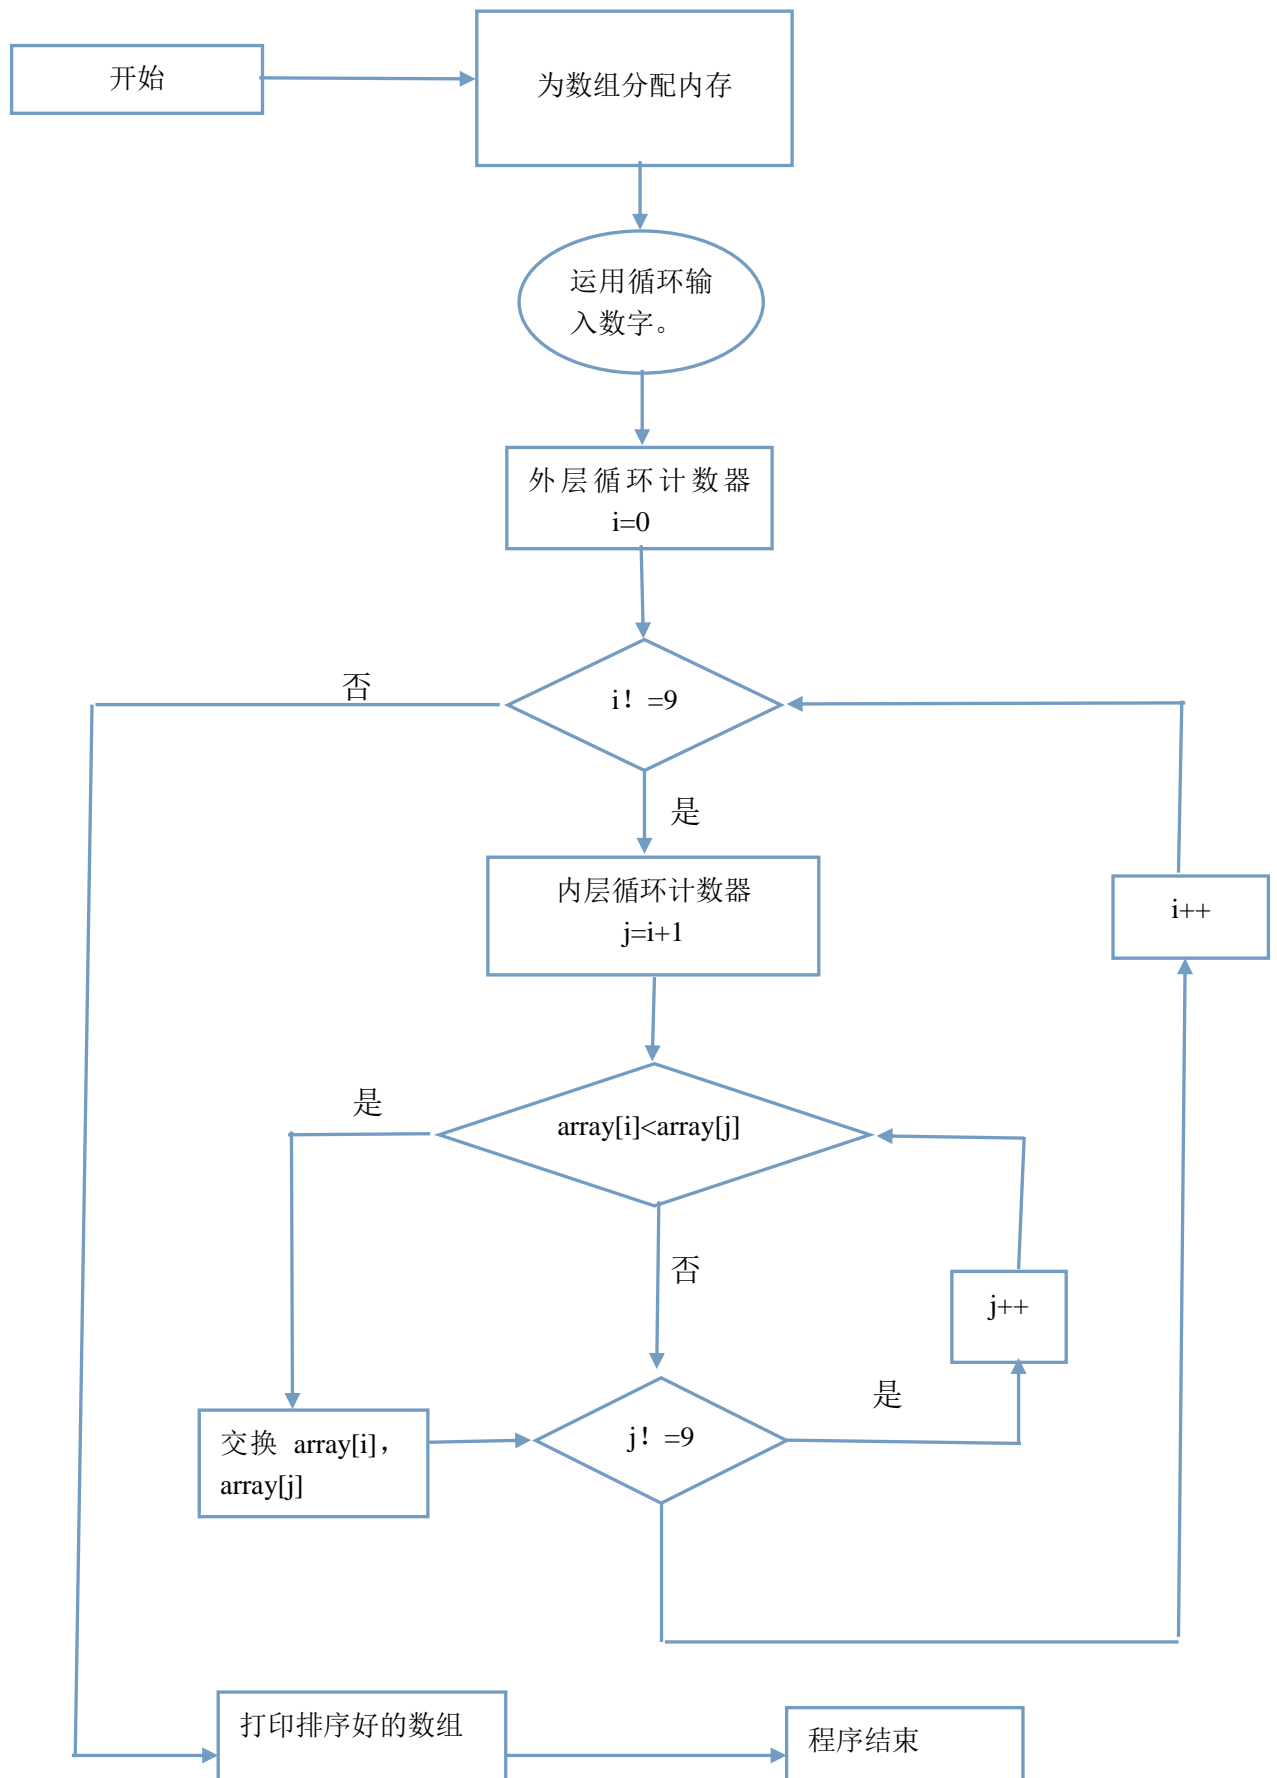 开始
为数组分配内存
运用循环输
入数字。
外层循环计数器
i=0
否
i！=9
是
内层循环计数器
j=i+1
i++
是
array[i]<array[j]
否
j++
是
交换 array[i]，
array[j]
j！=9
打印排序好的数组
程序结束